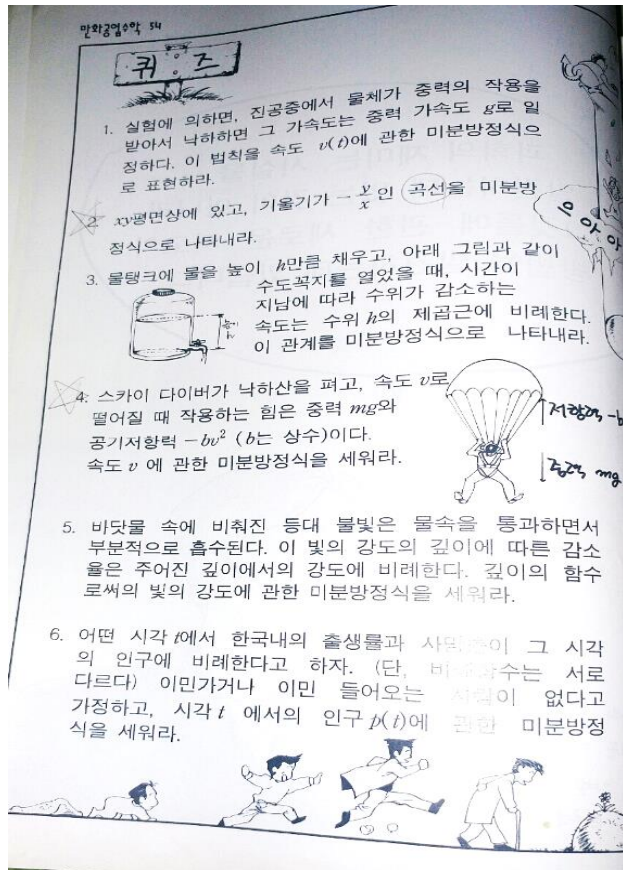 만화공업수학 54
퀴즈
1. 실험에 의하면, 진공중에서 물체가 중력의 작용을
받아서 낙하하면 그 가속도는 중력 가속도 g로 일
정하다. 이 법칙을 속도 v(t)에 관한 미분방정식으
로 표현하라.
2. xy평면상에 있고, 기울기가 -y/x인 곡선을 미분방
정식으로 나타내라.
으아아
3. 물탱크에 물을 높이 h만큼 채우고, 아래 그림과 같이
수도꼭지를 열었을 때, 시간이
지남에 따라 수위가 감소하는
속도는 수위 h의 제곱근에 비례한다.
이 관계를 미분방정식으로 나타내라.
4. 스카이 다이버가 낙하산을 펴고, 속도 v로
떨어질 때 작용하는 힘은 중력 mg와
공기저항력 -bv² (b는 상수)이다.
속도 v에 관한 미분방정식을 세워라.
저항력 -b
중력 mg
5. 바닷물 속에 비춰진 등대 불빛은 물속을 통과하면서
부분적으로 흡수된다. 이 빛의 강도의 깊이에 따른 감소
율은 주어진 깊이에서의 강도에 비례한다. 깊이의 함수
로써의 빛의 강도에 관한 미분방정식을 세워라.
6. 어떤 시각 t에서 한국내의 출생률과 그 시각
의 인구에 비례한다고 하자. (단, 서로
다르다) 이민가거나 이민 들어오는 없다고
가정하고, 시각 t 에서의 인구 p(t)에 관한 미분방정
식을 세워라.